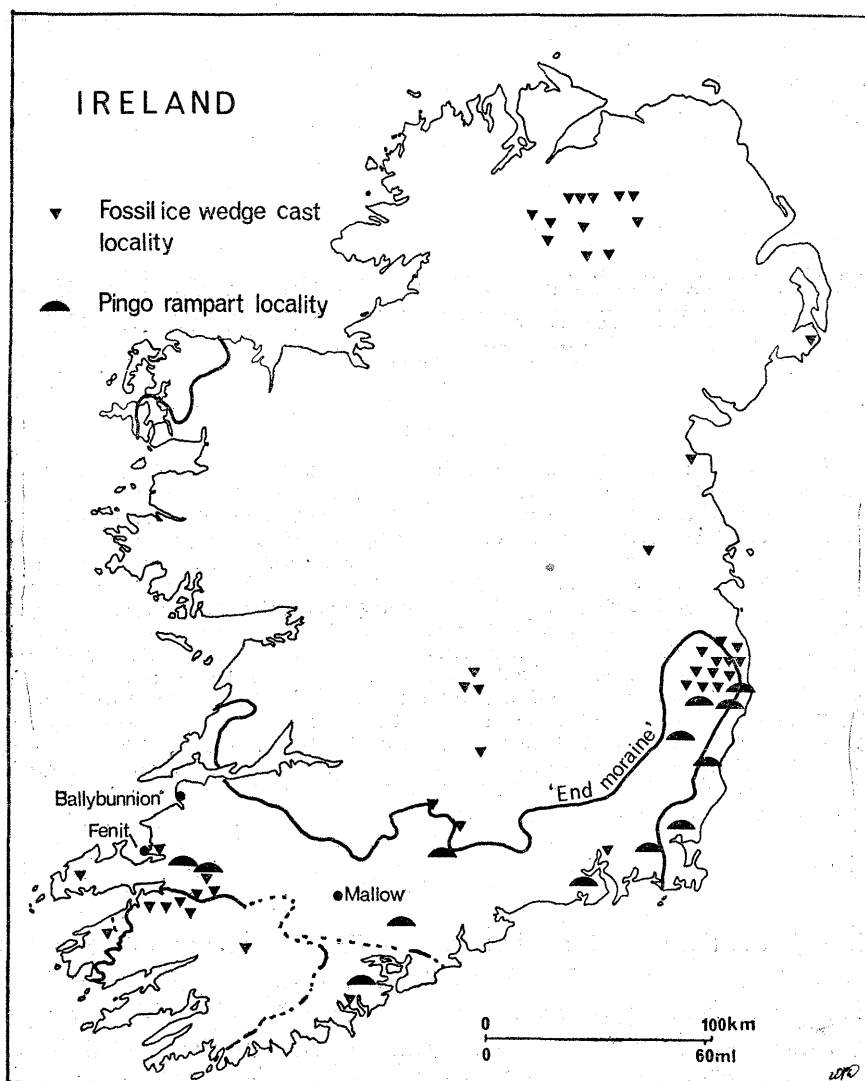 IRELAND
Fossil ice wedge cast
locality
Pingo rampart locality
'End moraine'
Ballybunnion
Fenit
Mallow
0 100km
0 60ml